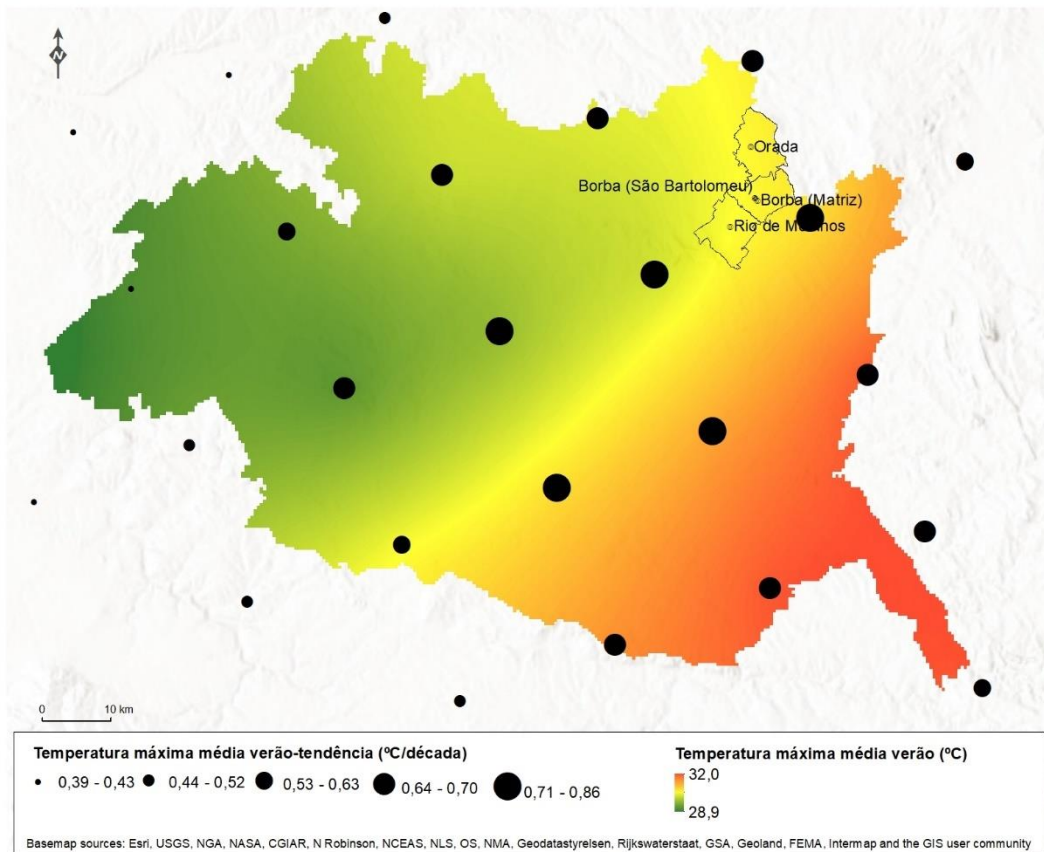 N
Orada
Borba (São Bartolomeu)
Borba (Matriz)
Rio de Moinhos
0 10 km
Temperatura máxima média verão-tendência (ºC/década)
0,39 - 0,43 0,44 - 0,52 0,53 - 0,63 0,64 - 0,70 0,71 - 0,86
Temperatura máxima média verão (ºC)
32,0
28,9
Basemap sources: Esri, USGS, NGA, NASA, CGIAR, N Robinson, NCEAS, NLS, OS, NMA, Geodatastyrelsen, Rijkswaterstaat, GSA, Geoland, FEMA, Intermap and the GIS user community